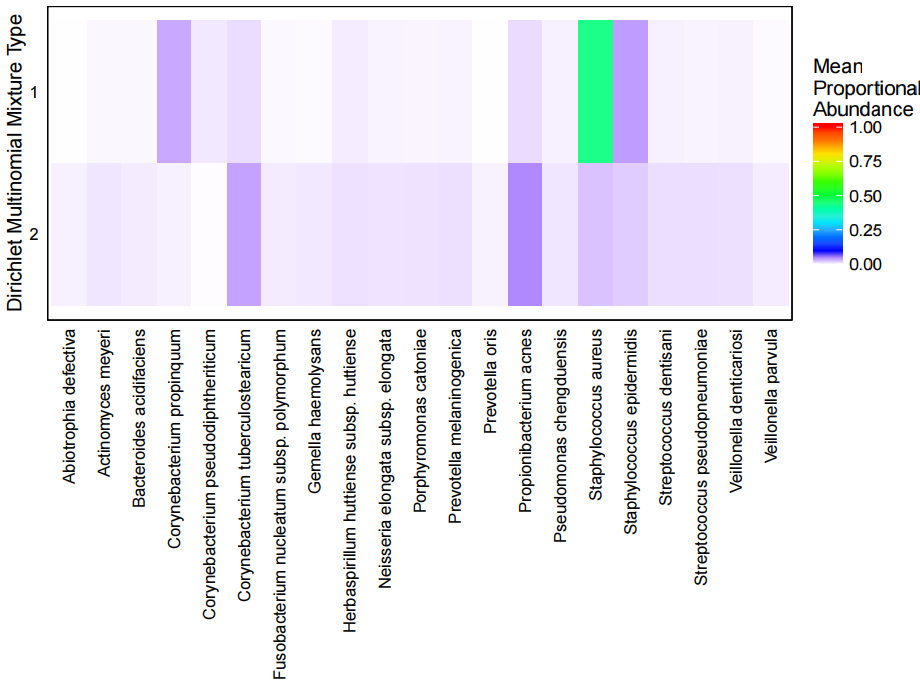 Dirichlet Multinomial Mixture Type
1
2
Mean
Proportional
Abundance
1.00
0.75
0.50
0.25
0.00
Abiotrophia defectiva
Actinomyces meyeri
Bacteroides acidifaciens
Corynebacterium propinquum
Corynebacterium pseudodiphtheriticum
Corynebacterium tuberculostearicum
Fusobacterium nucleatum subsp. polymorphum
Gemella haemolysans
Herbaspirillum huttiense subsp. huttiense
Neisseria elongata subsp. elongata
Porphyromonas catoniae
Prevotella melaninogenica
Prevotella oris
Propionibacterium acnes
Pseudomonas chengduensis
Staphylococcus aureus
Staphylococcus epidermidis
Streptococcus dentisani
Streptococcus pseudopneumoniae
Veillonella denticariosi
Veillonella parvula